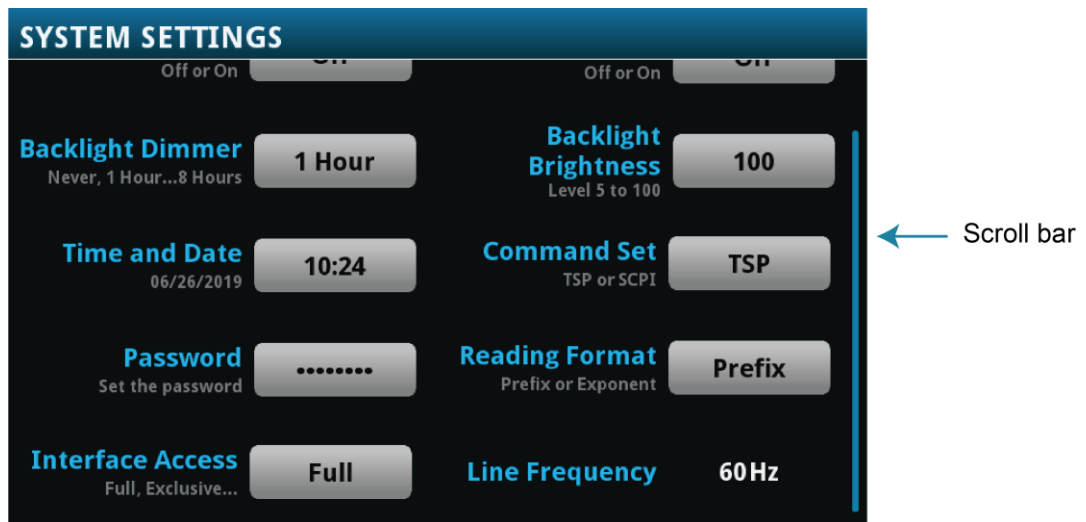 SYSTEM SETTINGS
Off or On
Off or On
Backlight Dimmer
Never, 1 Hour...8 Hours
1 Hour
Backlight
Brightness
Level 5 to 100
100
Scroll bar
Time and Date
06/26/2019
10:24
Command Set
TSP or SCPI
TSP
Password
Set the password
••••••••
Reading Format
Prefix or Exponent
Prefix
Interface Access
Full, Exclusive...
Full
Line Frequency
60Hz